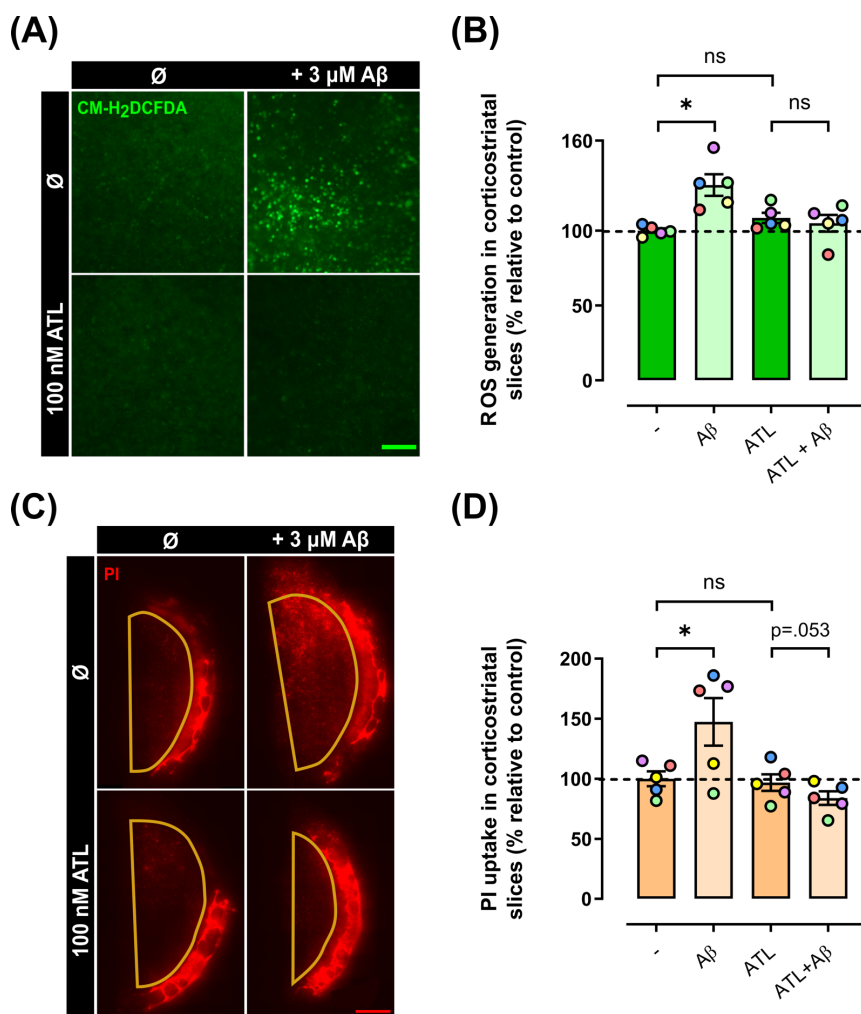 (A)
Ø
+ 3 µM Aβ
Ø
CM-H₂DCFDA
100 nM ATL
(B)
ns
*
ns
ROS generation in corticostriatal
slices (% relative to control)
160
100
50
0
-
Aβ
ATL
ATL + Aβ
(C)
Ø
+ 3 µM Aβ
Ø
PI
100 nM ATL
(D)
ns
*
p=.053
PI uptake in corticostriatal
slices (% relative to control)
200
150
100
50
0
-
Aβ
ATL
ATL+Aβ